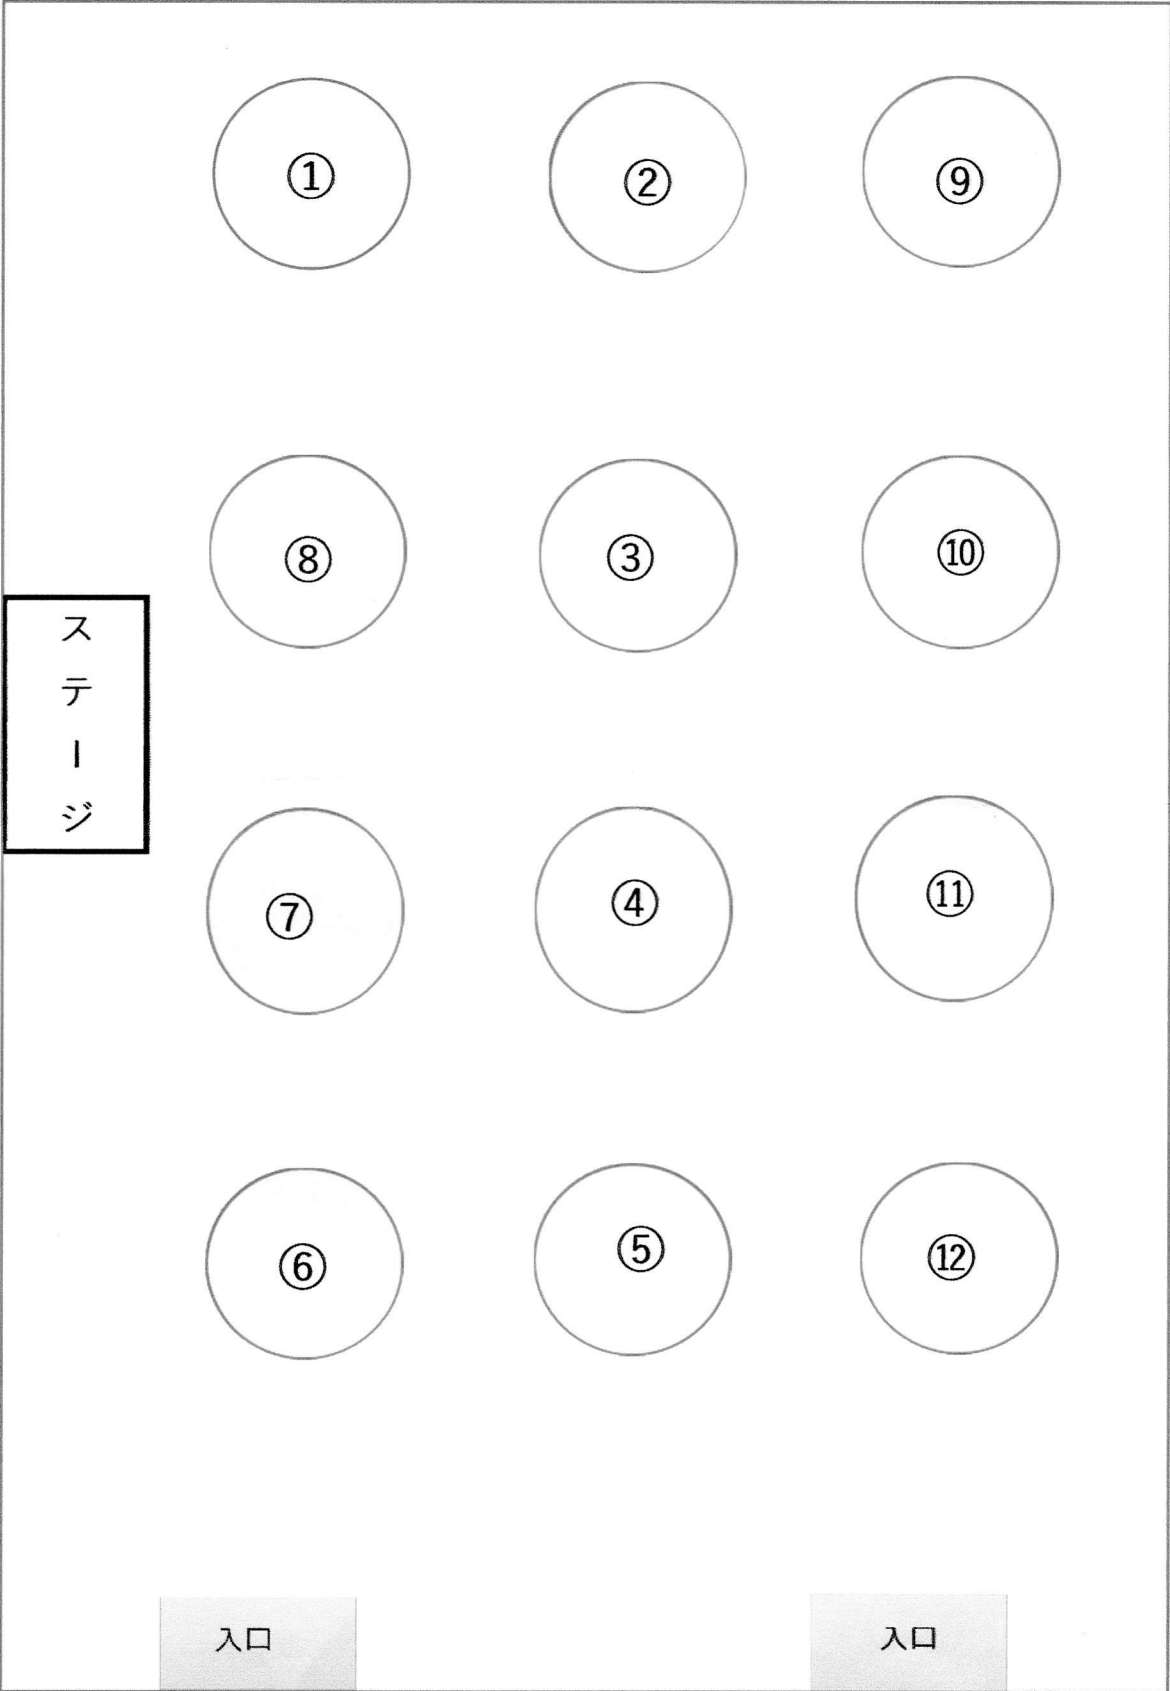 ① ② ⑨
⑧ ③ ⑩
ステージ
⑦ ④ ⑪
⑥ ⑤ ⑫
入口 入口